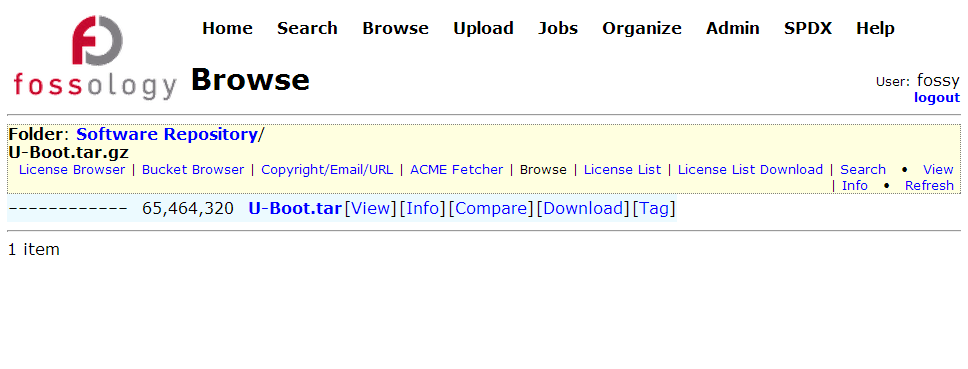 fossology
Home Search Browse Upload Jobs Organize Admin SPDX Help
Browse
User: fossy
logout
Folder: Software Repository/
U-Boot.tar.gz
License Browser | Bucket Browser | Copyright/Email/URL | ACME Fetcher | Browse | License List | License List Download | Search • View
| Info • Refresh
------------ 65,464,320 U-Boot.tar [View][Info][Compare][Download][Tag]
1 item